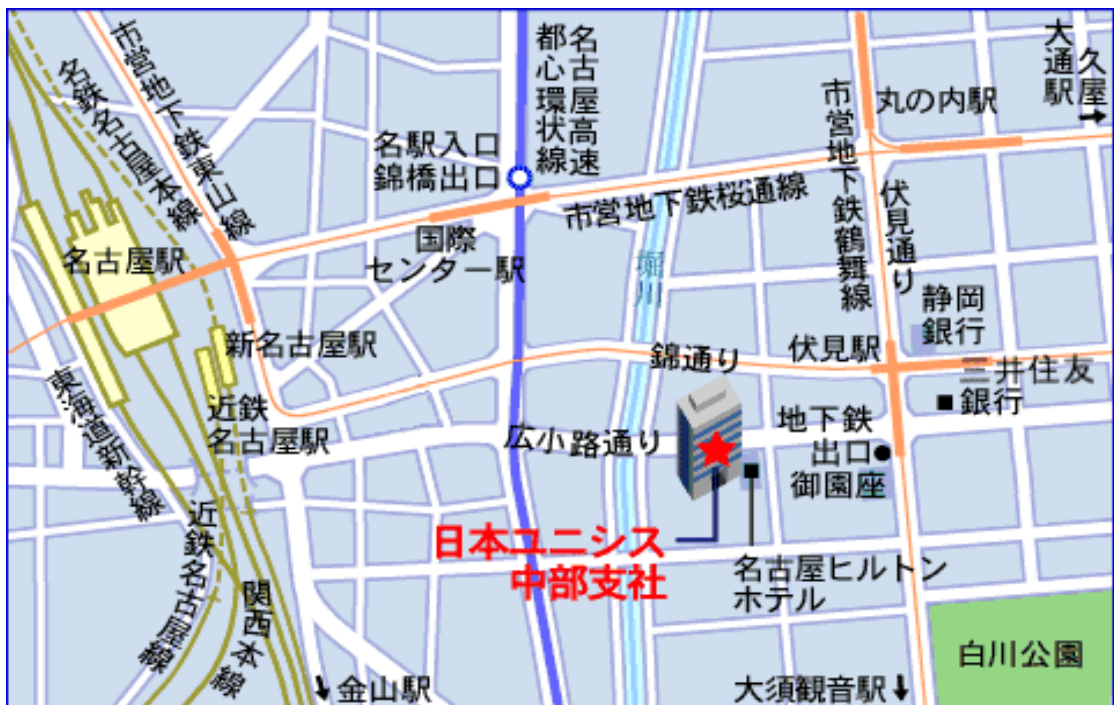 市営地下鉄東山線
名鉄名古屋本線
名古屋高速
都心環状線
久屋
大通駅
丸の内駅
名駅入口
錦橋出口
市営地下鉄桜通線
市営地下鉄鶴舞線
伏見通り
国際
センター駅
名古屋駅
堀川
静岡
銀行
新名古屋駅
錦通り
伏見駅
三井住友
銀行
東海道新幹線
近鉄
名古屋駅
広小路通り
地下鉄
出口
御園座
日本ユニシス
中部支社
名古屋ヒルトン
ホテル
近鉄名古屋線
関西本線
白川公園
金山駅
大須観音駅